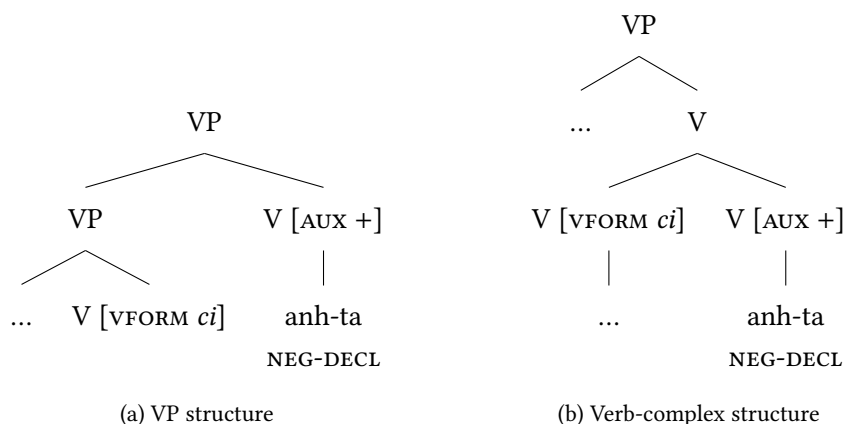 VP
VP
... V
VP V [AUX +] V [VFORM ci] V [AUX +]
... V [VFORM ci] anh-ta ... anh-ta
NEG-DECL NEG-DECL
(a) VP structure (b) Verb-complex structure